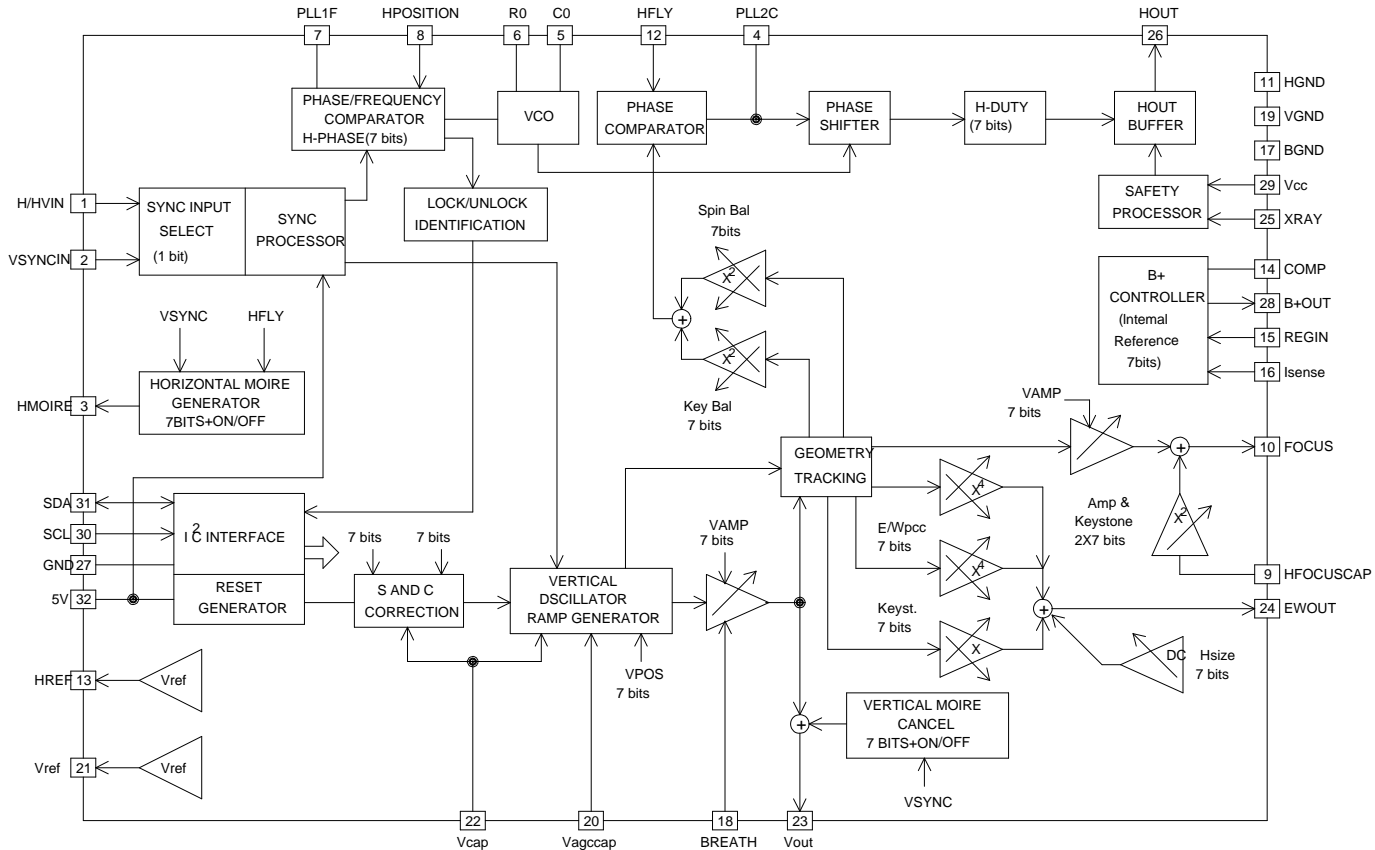 PLL1F
HPOSITION
R0
C0
HFLY
PLL2C
HOUT
7
8
6
5
12
4
26
11
HGND
19
VGND
17
BGND
29
Vcc
25
XRAY
14
COMP
28
B+OUT
15
REGIN
16
Isense
PHASE/FREQUENCY
COMPARATOR
H-PHASE(7 bits)
VCO
PHASE
COMPARATOR
PHASE
SHIFTER
H-DUTY
(7 bits)
HOUT
BUFFER
H/HVIN
1
VSYNCIN
2
SYNC INPUT
SELECT
(1 bit)
SYNC
PROCESSOR
LOCK/UNLOCK
IDENTIFICATION
SAFETY
PROCESSOR
Spin Bal
7bits
X2
+
X2
Key Bal
7 bits
B+
CONTROLLER
(Internal
Reference
7bits)
VSYNC
HFLY
HMOIRE
3
HORIZONTAL MOIRE
GENERATOR
7BITS+ON/OFF
VAMP
7 bits
+
10
FOCUS
GEOMETRY
TRACKING
X4
E/Wpcc
7 bits
X4
Keyst.
7 bits
X
+
Amp &
Keystone
2X7 bits
X2
9
HFOCUSCAP
24
EWOUT
DC
Hsize
7 bits
SDA
31
SCL
30
GND
27
5V
32
I2C INTERFACE
RESET
GENERATOR
7 bits
7 bits
S AND C
CORRECTION
VERTICAL
DSCILLATOR
RAMP GENERATOR
VAMP
7 bits
VPOS
7 bits
HREF
13
Vref
Vref
21
Vref
+
VERTICAL MOIRE
CANCEL
7 BITS+ON/OFF
VSYNC
22
20
18
23
Vcap
Vagccap
BREATH
Vout